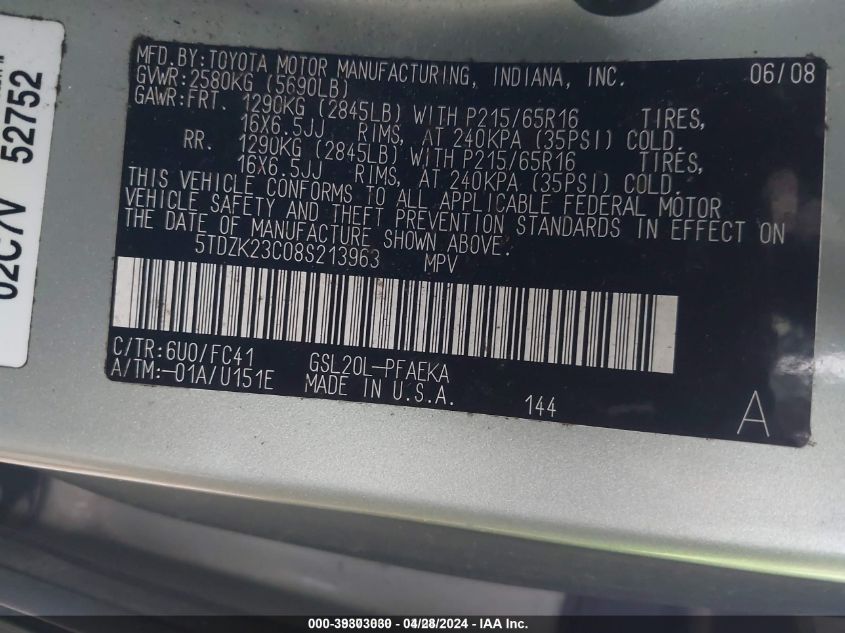 MFD.BY:TOYOTA MOTOR MANUFACTURING, INDIANA, INC. 06/08
GVWR:2580KG (5690LB)
GAWR:FRT. 1290KG (2845LB) WITH P215/65R16 TIRES,
16X6.5JJ RIMS, AT 240KPA (35PSI) COLD.
RR. 1290KG (2845LB) WITH P215/65R16 TIRES,
16X6.5JJ RIMS, AT 240KPA (35PSI) COLD.
THIS VEHICLE CONFORMS TO ALL APPLICABLE FEDERAL MOTOR
VEHICLE SAFETY AND THEFT PREVENTION STANDARDS IN EFFECT ON
THE DATE OF MANUFACTURE SHOWN ABOVE.
5TDZK23C08S213963 MPV
C/TR:6U0/FC41 GSL20L-PFAEKA
A/TM:-01A/U151E MADE IN U.S.A. 144 A
02C7V 52752
04/28/2024 - IAA Inc.